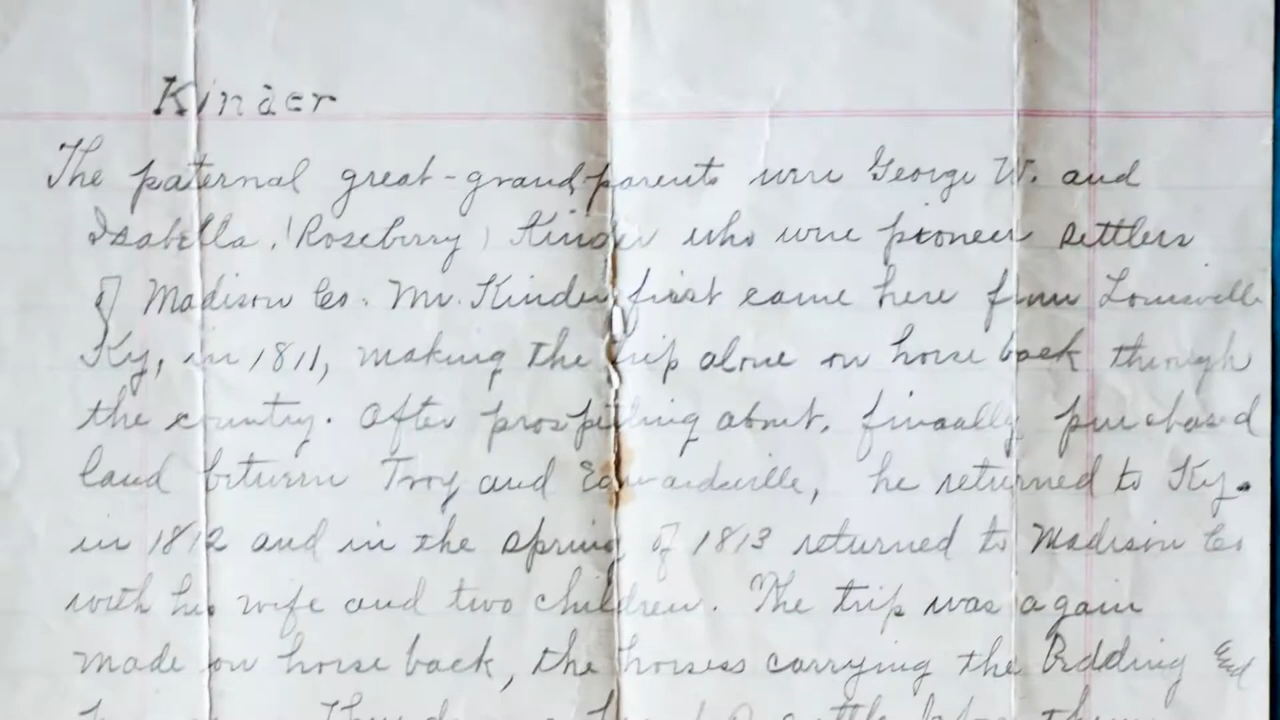 Kinder
The paternal great-grand-parents were George W. and
Isabella (Roseberry) Kinder who were pioneer settlers
of Madison Co. Mr. Kinder first came here from Louisville
Ky, in 1811, making the trip alone on horse back through
the country. After prospecting about, finaally purchased
land between Troy and Edwardsville, he returned to Ky.
in 1812 and in the spring of 1813 returned to Madison Co
with his wife and two children. The trip was again
made on horse back, the horses carrying the bedding and